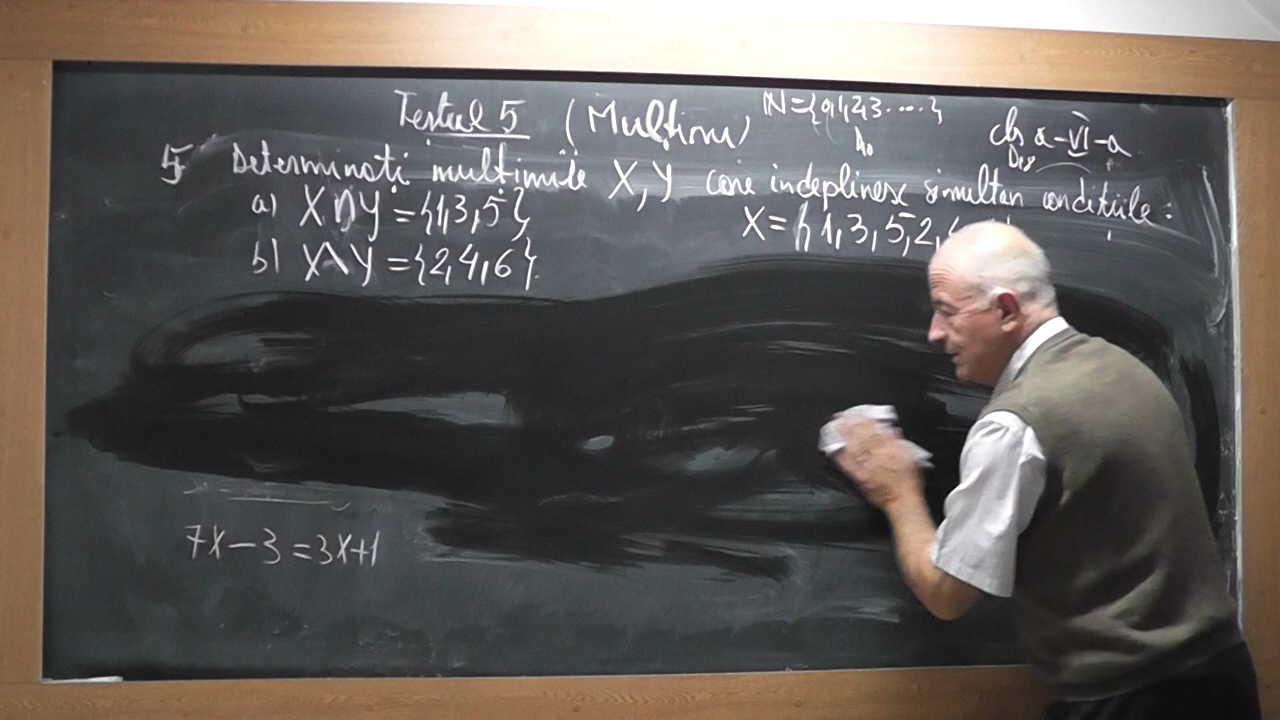 Testul 5 (Mulțimi)
N={0,1,2,3....}
cls a-VI-a
5 Determinați mulțimile X, Y care îndeplinesc simultan condițiile:
a) X∩Y={1,3,5}
X={1,3,5,2,
b) X\Y={2,4,6}.
7x-3=3x+1